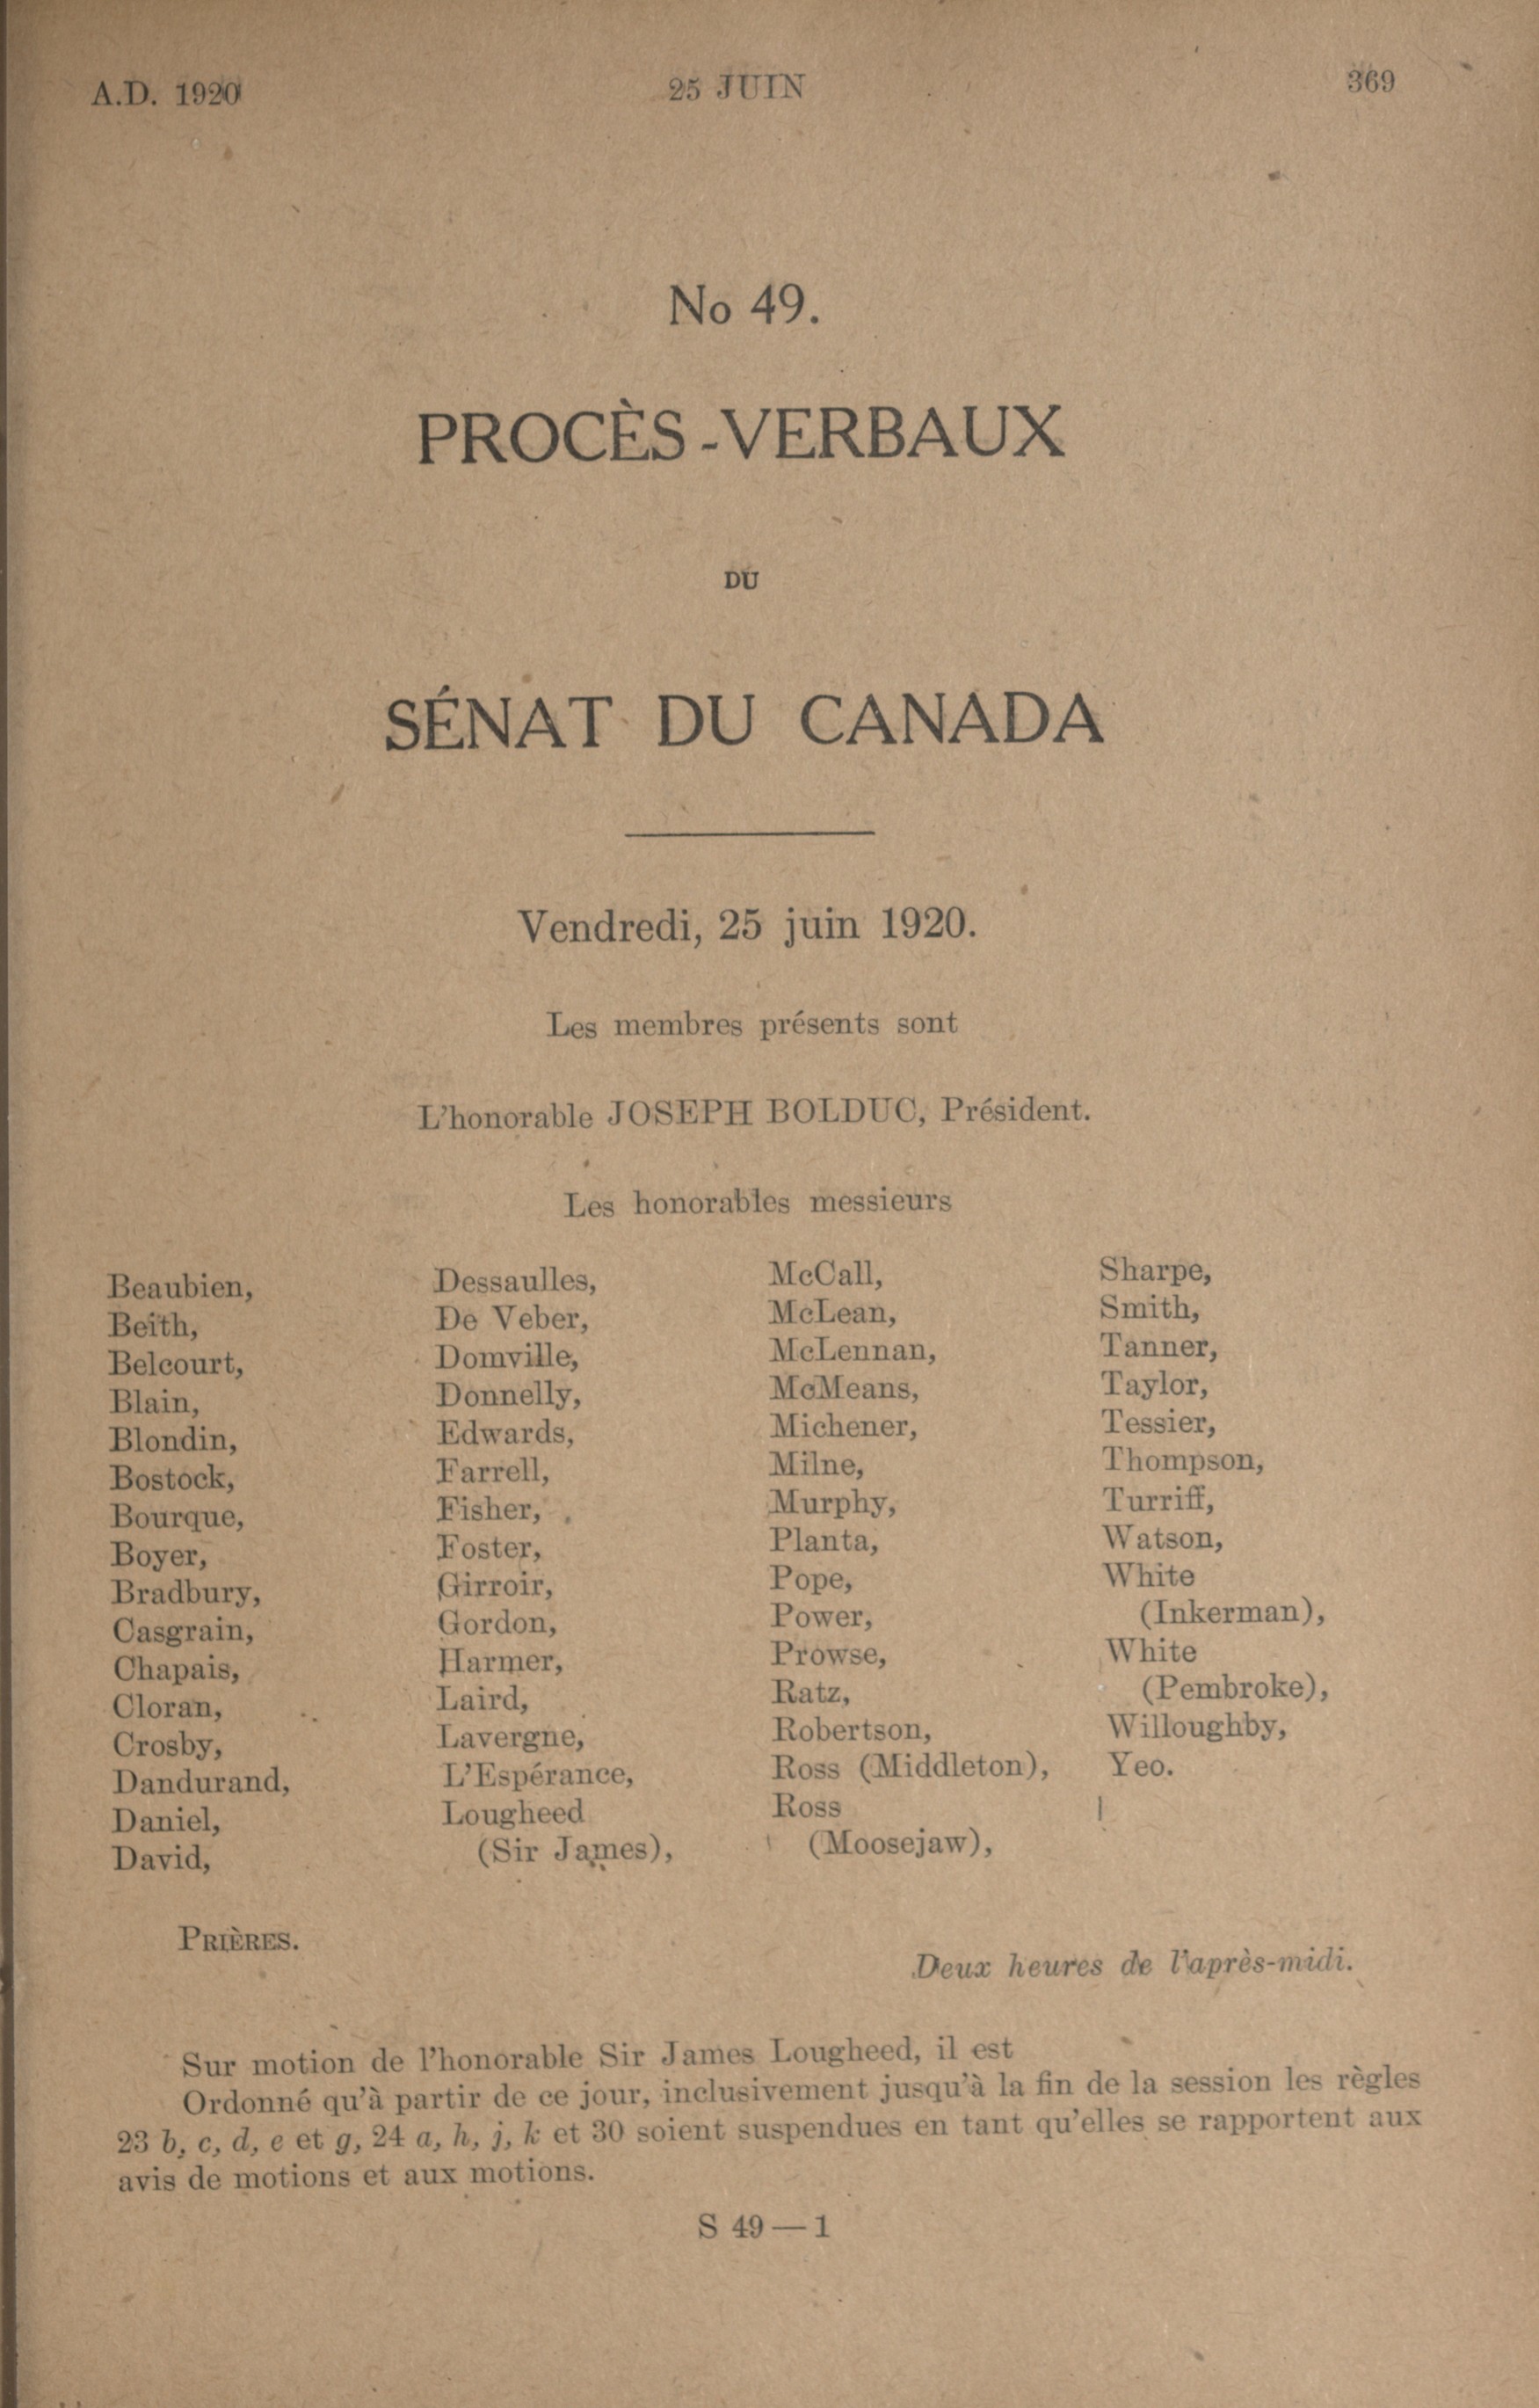 A.D. 1920
25 JUIN
369
No 49.
PROCÈS-VERBAUX
DU
SÉNAT DU CANADA
Vendredi, 25 juin 1920.
Les membres présents sont
L'honorable JOSEPH BOLDUC, Président.
Les honorables messieurs
Beaubien,
Beith,
Belcourt,
Blain,
Blondin,
Bostock,
Bourque,
Boyer,
Bradbury,
Casgrain,
Chapais,
Cloran,
Crosby,
Dandurand,
Daniel,
David,
Dessaulles,
De Veber,
Domville,
Donnelly,
Edwards,
Farrell,
Fisher,
Foster,
Girroir,
Gordon,
Harmer,
Laird,
Lavergne,
L'Espérance,
Lougheed
(Sir James),
McCall,
McLean,
McLennan,
McMeans,
Michener,
Milne,
Murphy,
Planta,
Pope,
Power,
Prowse,
Ratz,
Robertson,
Ross (Middleton),
Ross
(Moosejaw),
Sharpe,
Smith,
Tanner,
Taylor,
Tessier,
Thompson,
Turriff,
Watson,
White
(Inkerman),
White
(Pembroke),
Willoughby,
Yeo.
PRIÈRES.
Deux heures de l'après-midi.
Sur motion de l'honorable Sir James Lougheed, il est
Ordonné qu'à partir de ce jour, inclusivement jusqu'à la fin de la session les règles
23 b, c, d, e et g, 24 a, h, j, k et 30 soient suspendues en tant qu'elles se rapportent aux
avis de motions et aux motions.
S 49—1